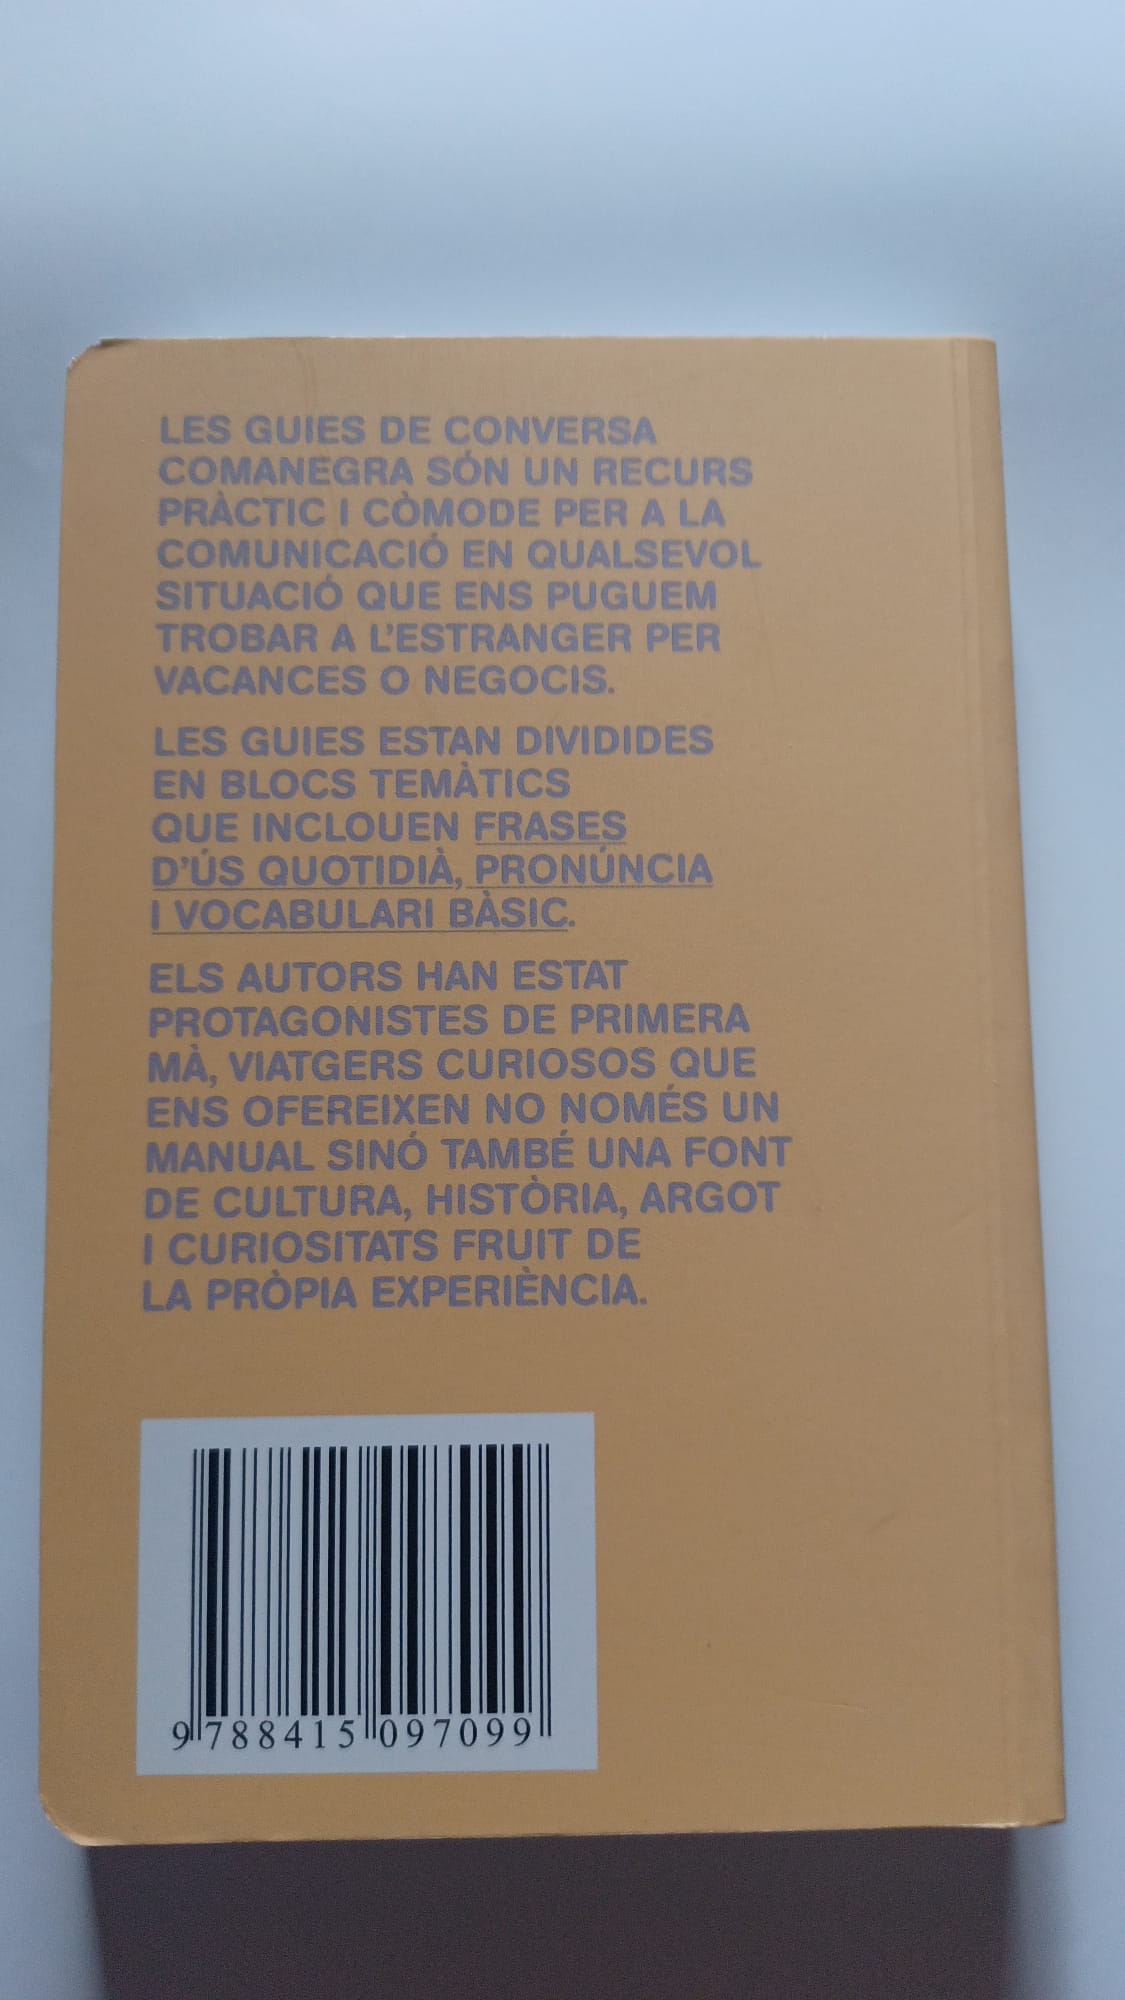 LES GUIES DE CONVERSA
COMANEGRA SÓN UN RECURS
PRÀCTIC I CÒMODE PER A LA
COMUNICACIÓ EN QUALSEVOL
SITUACIÓ QUE ENS PUGUEM
TROBAR A L'ESTRANGER PER
VACANCES O NEGOCIS.
LES GUIES ESTAN DIVIDIDES
EN BLOCS TEMÀTICS
QUE INCLOUEN FRASES
D'ÚS QUOTIDIÀ, PRONÚNCIA
I VOCABULARI BÀSIC.
ELS AUTORS HAN ESTAT
PROTAGONISTES DE PRIMERA
MÀ, VIATGERS CURIOSOS QUE
ENS OFEREIXEN NO NOMÉS UN
MANUAL SINÓ TAMBÉ UNA FONT
DE CULTURA, HISTÒRIA, ARGOT
I CURIOSITATS FRUIT DE
LA PRÒPIA EXPERIÈNCIA.
9 788415 097099